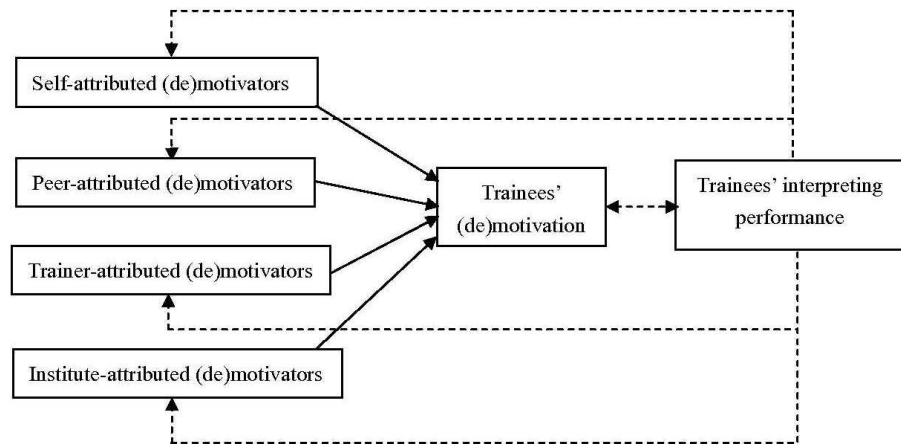 Self-attributed (de)motivators
Peer-attributed (de)motivators
Trainees'
(de)motivation
Trainees' interpreting
performance
Trainer-attributed (de)motivators
Institute-attributed (de)motivators